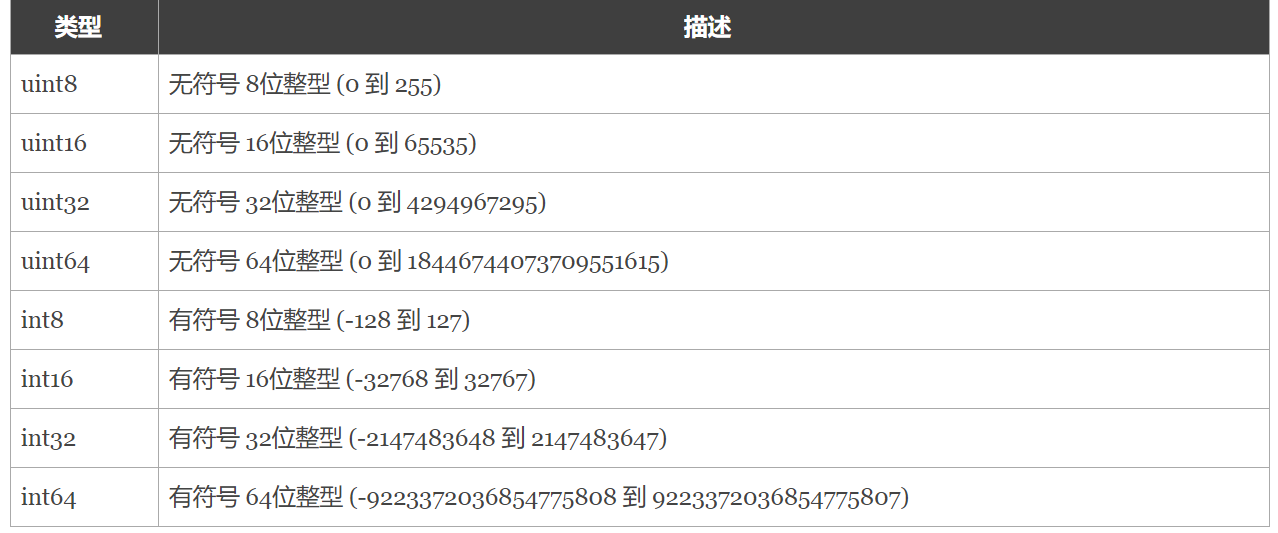 类型 描述
uint8 无符号 8位整型 (0 到 255)
uint16 无符号 16位整型 (0 到 65535)
uint32 无符号 32位整型 (0 到 4294967295)
uint64 无符号 64位整型 (0 到 18446744073709551615)
int8 有符号 8位整型 (-128 到 127)
int16 有符号 16位整型 (-32768 到 32767)
int32 有符号 32位整型 (-2147483648 到 2147483647)
int64 有符号 64位整型 (-9223372036854775808 到 9223372036854775807)